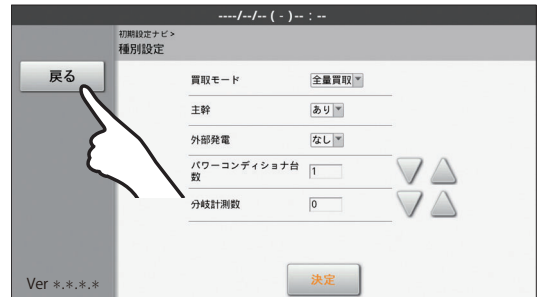 ----/--/-- ( - )-- : --
初期設定ナビ>
種別設定
戻る
買取モード 全量買取
主幹 あり
外部発電 なし
パワーコンディショナ台
数 1
分岐計測数 0
決定
Ver *.*.*.*